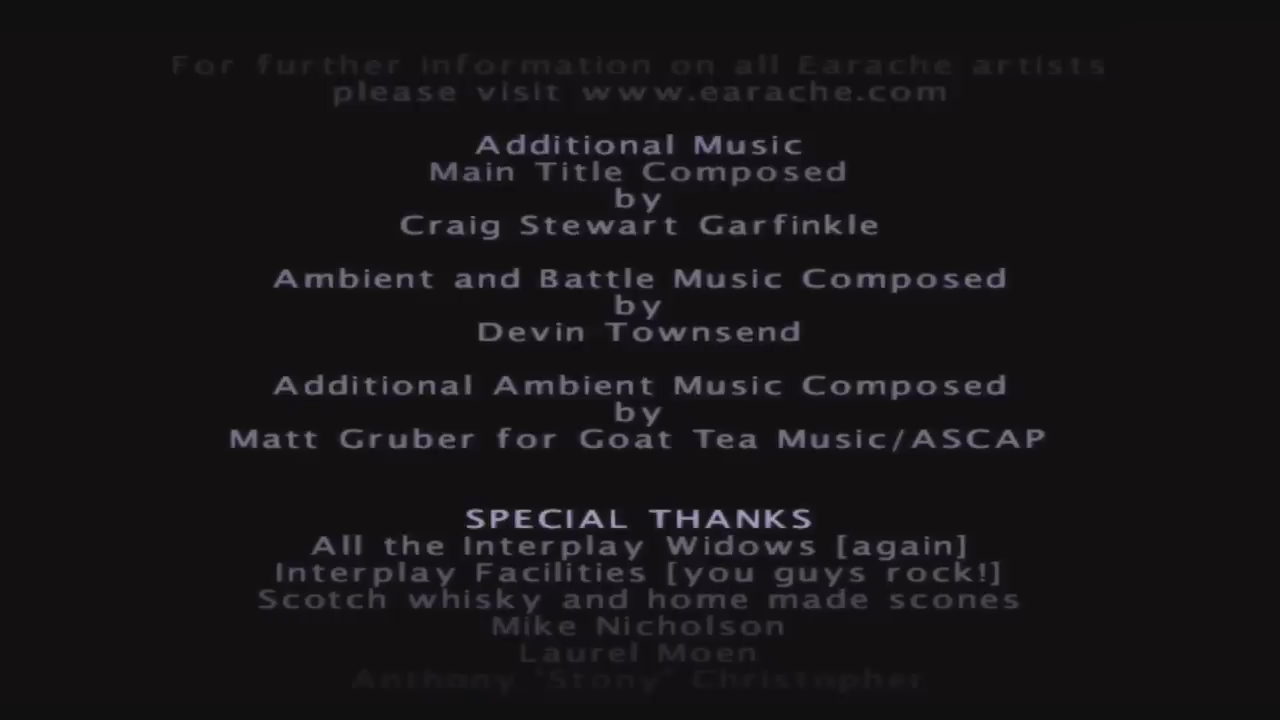 For further information on all Earache artists
please visit www.earache.com
Additional Music
Main Title Composed
by
Craig Stewart Garfinkle
Ambient and Battle Music Composed
by
Devin Townsend
Additional Ambient Music Composed
by
Matt Gruber for Goat Tea Music/ASCAP
SPECIAL THANKS
All the Interplay Widows [again]
Interplay Facilities [you guys rock!]
Scotch whisky and home made scones
Mike Nicholson
Laurel Moen
Anthony 'Stony' Christopher